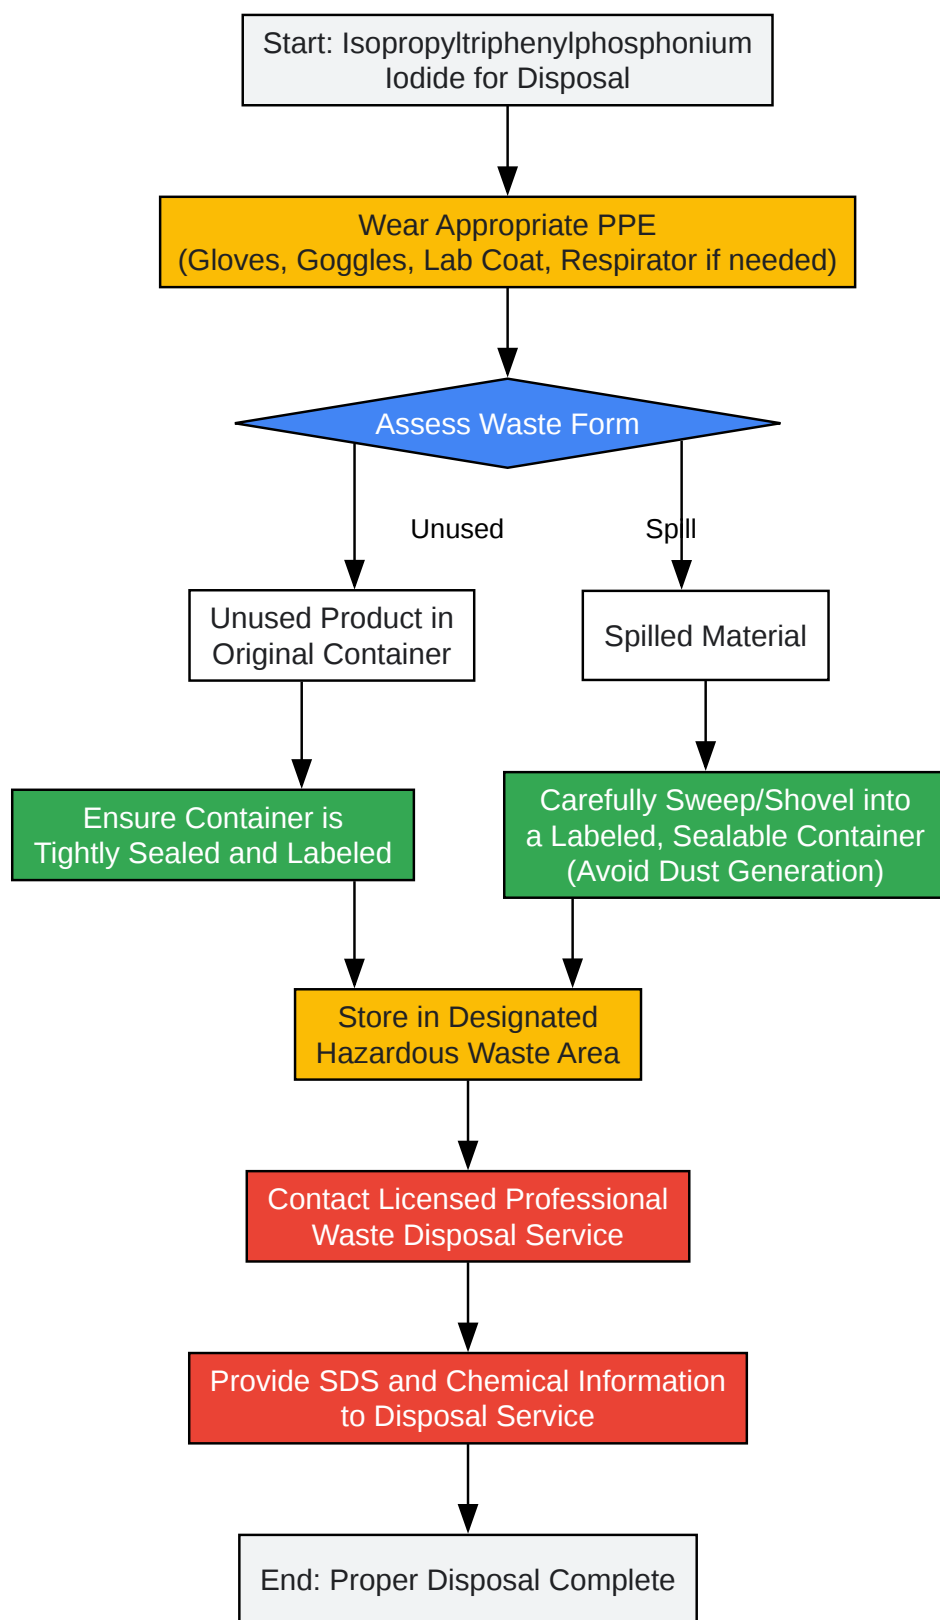 Start: Isopropyltriphenylphosphonium
Iodide for Disposal
Wear Appropriate PPE
(Gloves, Goggles, Lab Coat, Respirator if needed)
Assess Waste Form
Unused
Spill
Unused Product in
Original Container
Spilled Material
Ensure Container is
Tightly Sealed and Labeled
Carefully Sweep/Shovel into
a Labeled, Sealable Container
(Avoid Dust Generation)
Store in Designated
Hazardous Waste Area
Contact Licensed Professional
Waste Disposal Service
Provide SDS and Chemical Information
to Disposal Service
End: Proper Disposal Complete